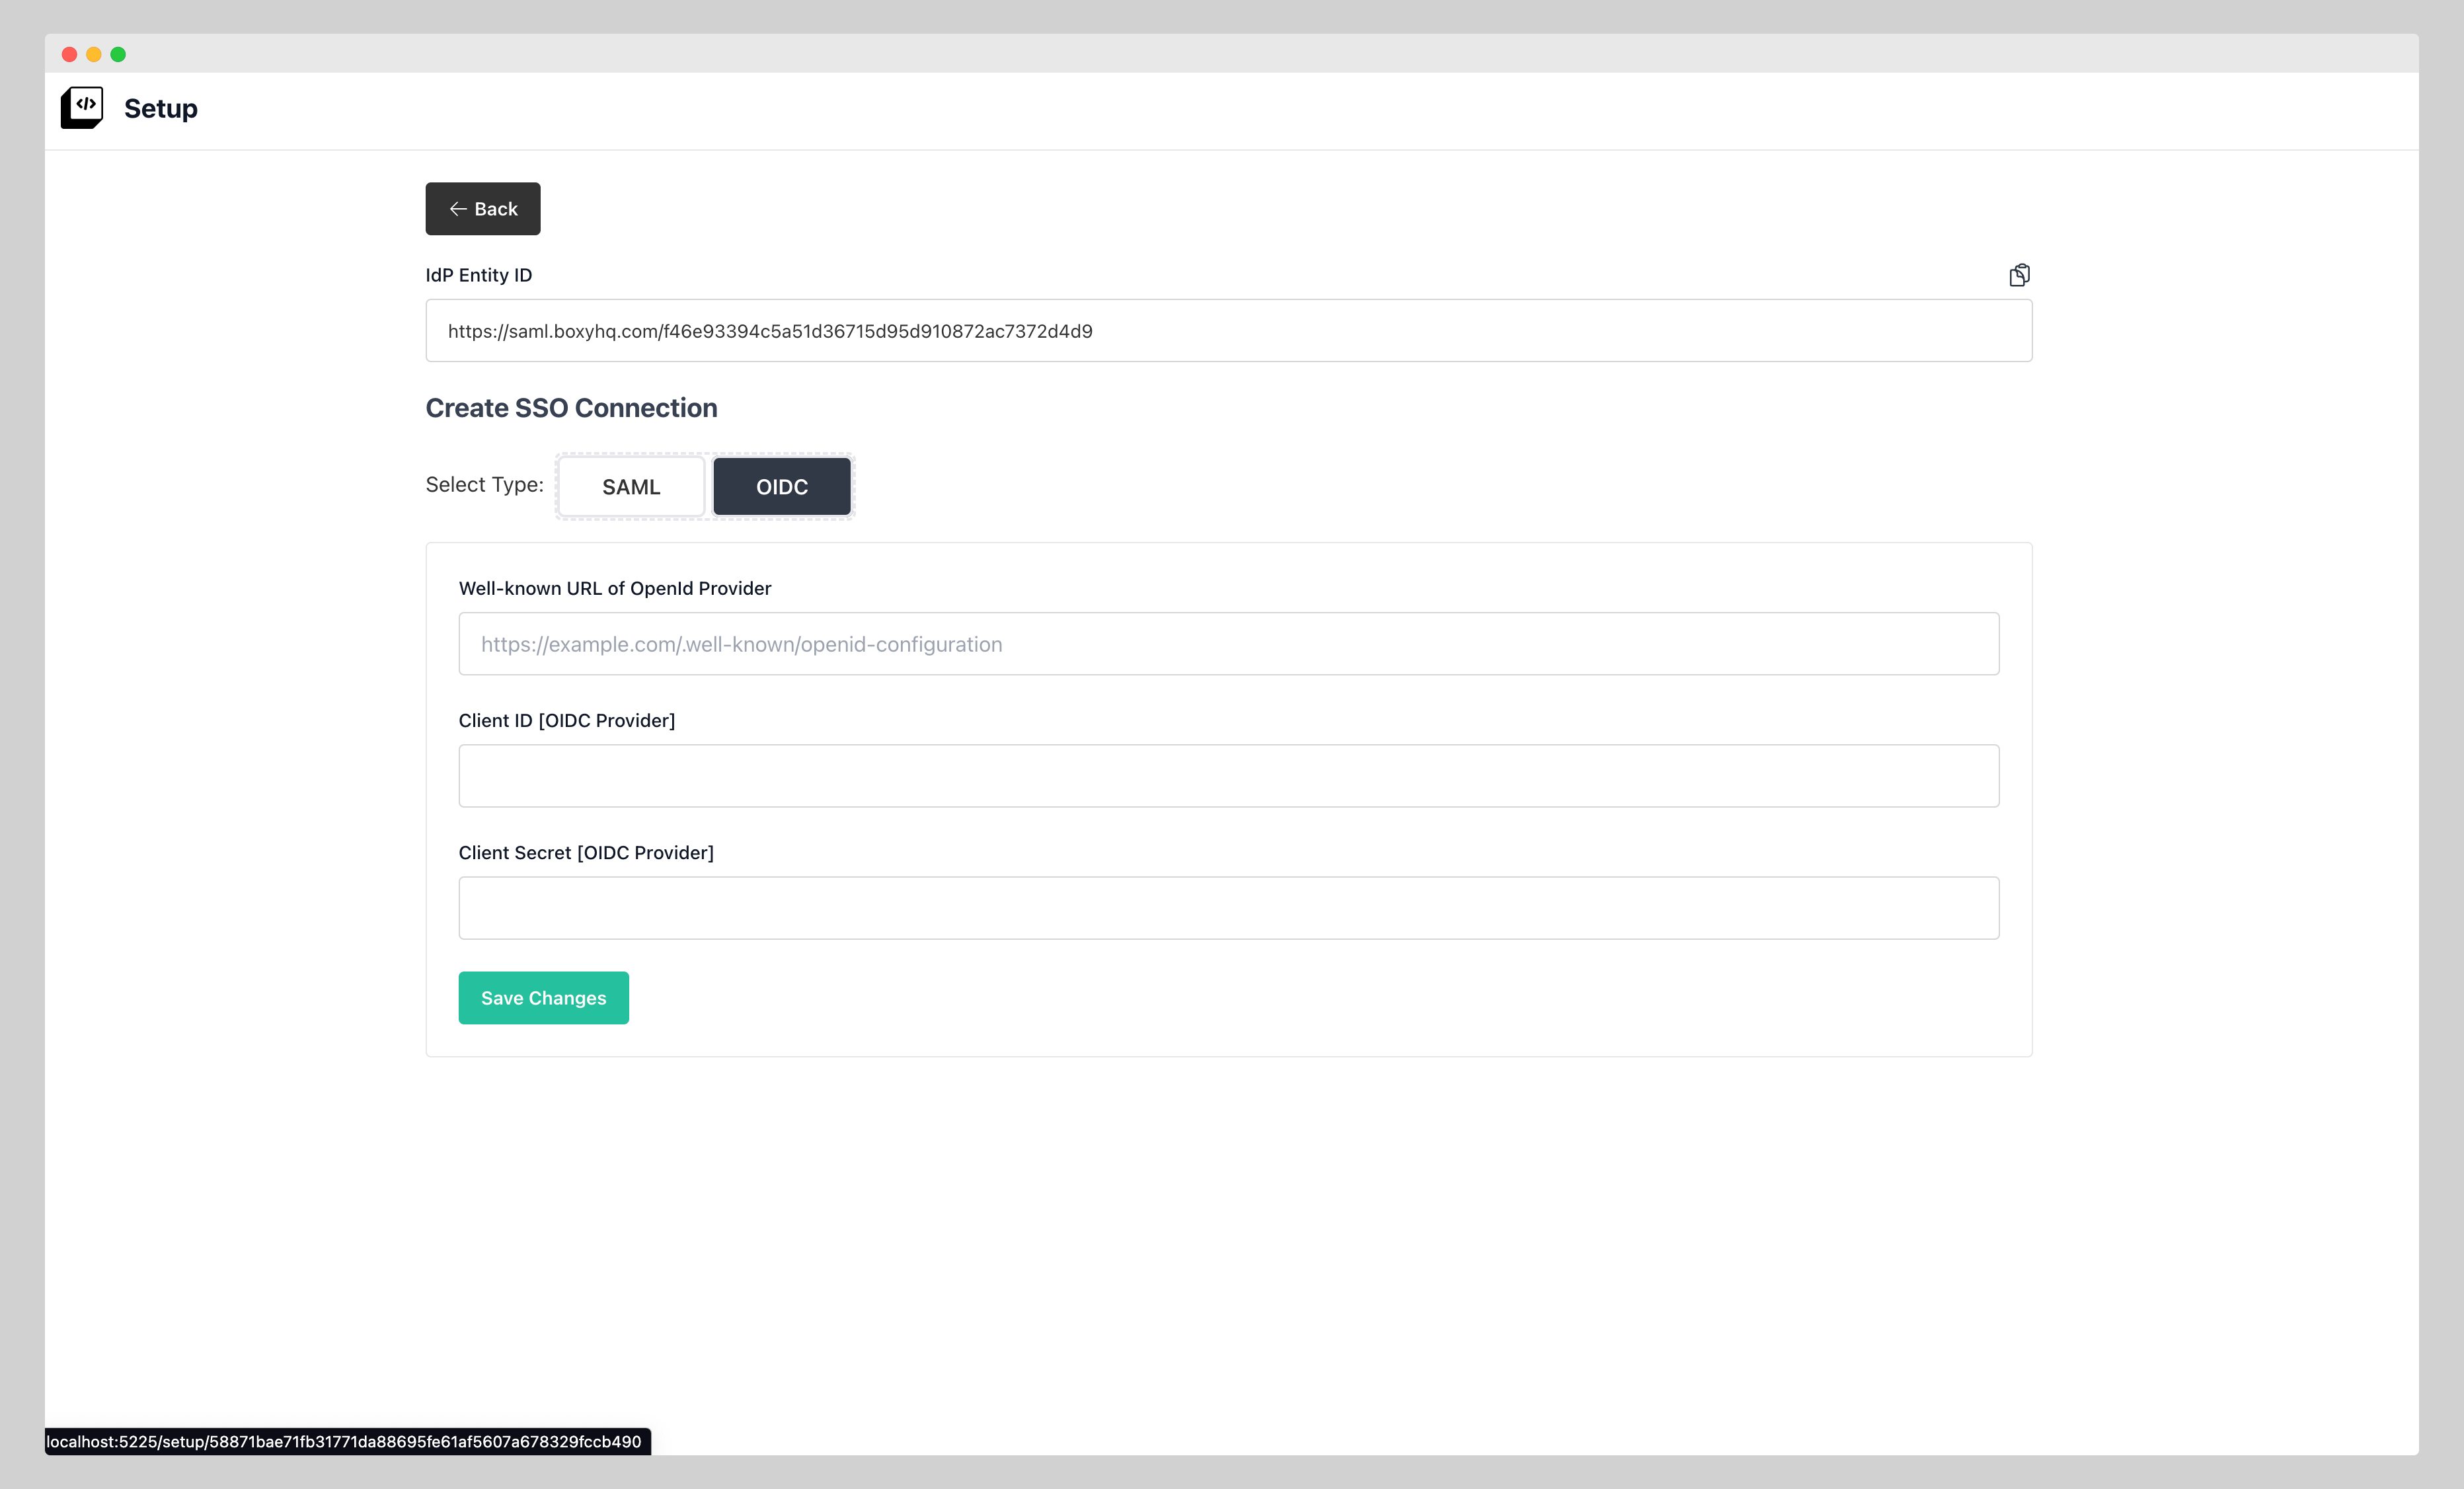 </>
Setup
← Back
IdP Entity ID
https://saml.boxyhq.com/f46e93394c5a51d36715d95d910872ac7372d4d9
Create SSO Connection
Select Type: SAML OIDC
Well-known URL of OpenId Provider
https://example.com/.well-known/openid-configuration
Client ID [OIDC Provider]
Client Secret [OIDC Provider]
Save Changes
localhost:5225/setup/58871bae71fb31771da88695fe61af5607a678329fccb490